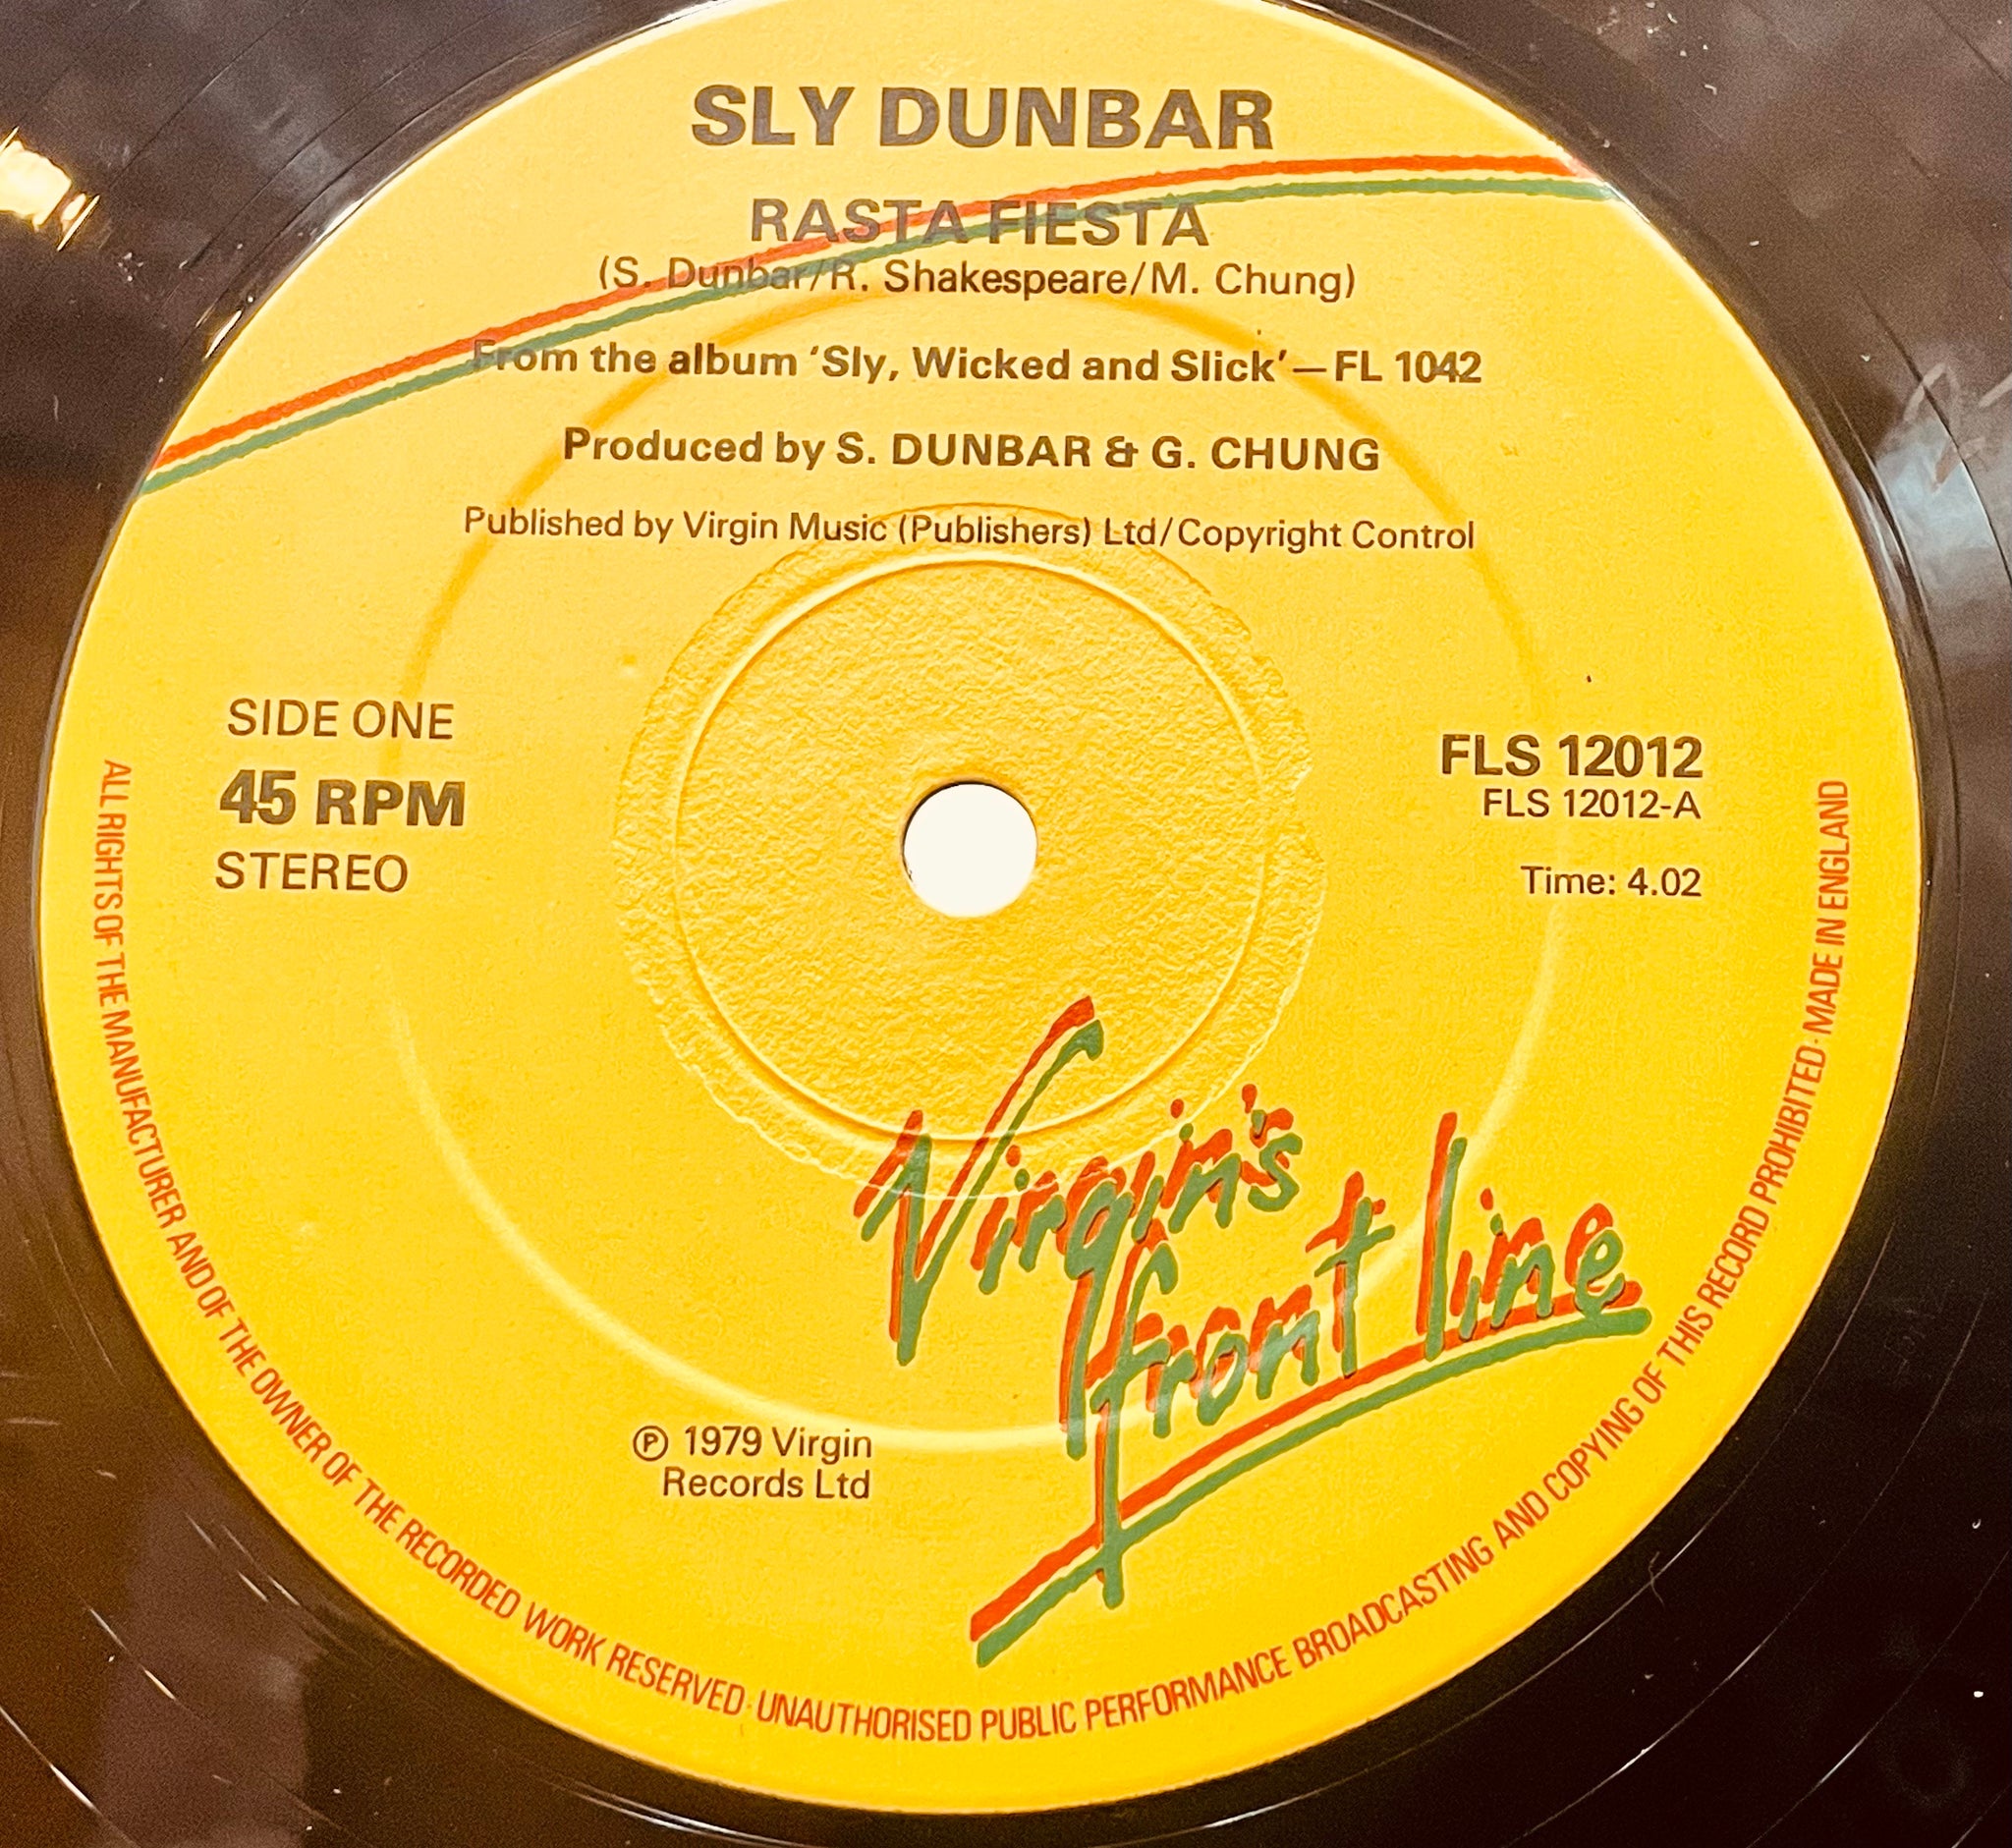 SLY DUNBAR
RASTA FIESTA
(S. Dunbar/R. Shakespeare/M. Chung)
From the album ‘Sly, Wicked and Slick’—FL 1042
Produced by S. DUNBAR & G. CHUNG
Published by Virgin Music (Publishers) Ltd/Copyright Control
SIDE ONE
45 RPM
STEREO
FLS 12012
FLS 12012-A
Time: 4.02
Virgin's
front line
℗ 1979 Virgin
Records Ltd
ALL RIGHTS OF THE MANUFACTURER AND OF THE OWNER OF THE RECORDED WORK RESERVED · UNAUTHORISED PUBLIC PERFORMANCE BROADCASTING AND COPYING OF THIS RECORD PROHIBITED · MADE IN ENGLAND